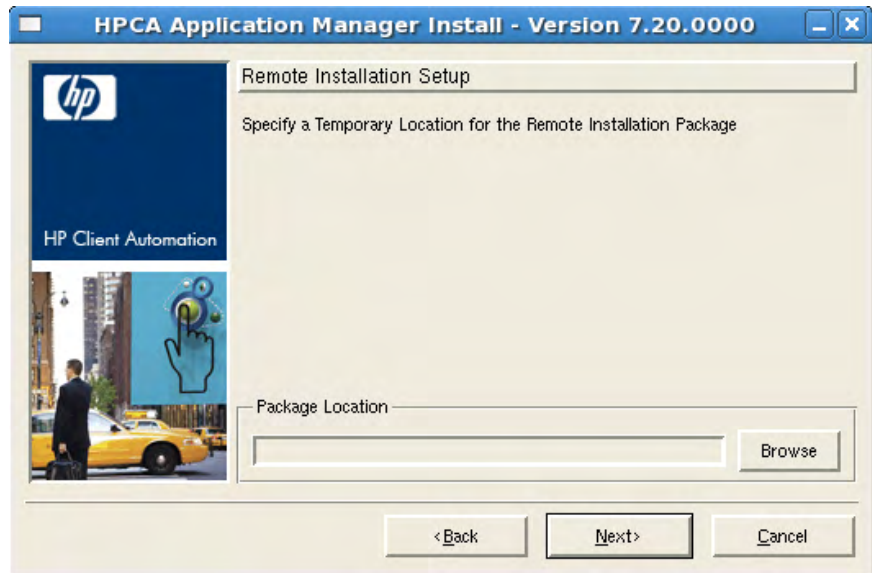 HPCA Application Manager Install - Version 7.20.0000
hp
HP Client Automation
Remote Installation Setup
Specify a Temporary Location for the Remote Installation Package
Package Location
Browse
<Back
Next>
Cancel